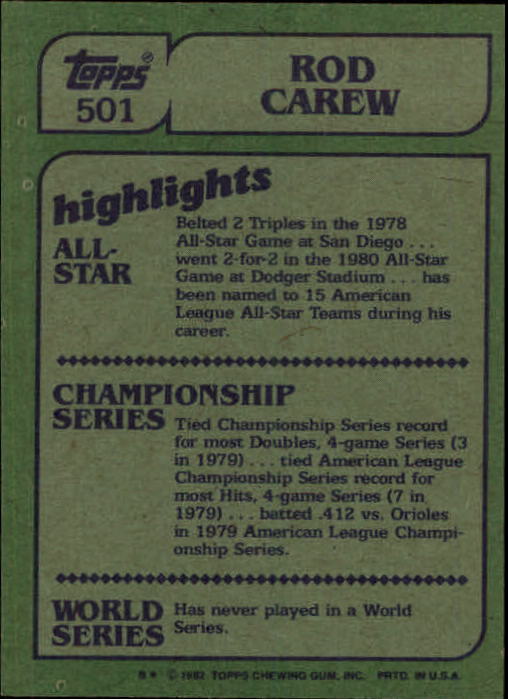 topps®
501
ROD
CAREW
highlights
ALL-
STAR
Belted 2 Triples in the 1978
All-Star Game at San Diego . . .
went 2-for-2 in the 1980 All-Star
Game at Dodger Stadium . . . has
been named to 15 American
League All-Star Teams during his
career.
CHAMPIONSHIP
SERIES
Tied Championship Series record
for most Doubles, 4-game Series (3
in 1979) . . . tied American League
Championship Series record for
most Hits, 4-game Series (7 in
1979) . . . batted .412 vs. Orioles
in 1979 American League Champi-
onship Series.
WORLD
SERIES
Has never played in a World
Series.
B* © 1982 TOPPS CHEWING GUM, INC. PRTD. IN U.S.A.